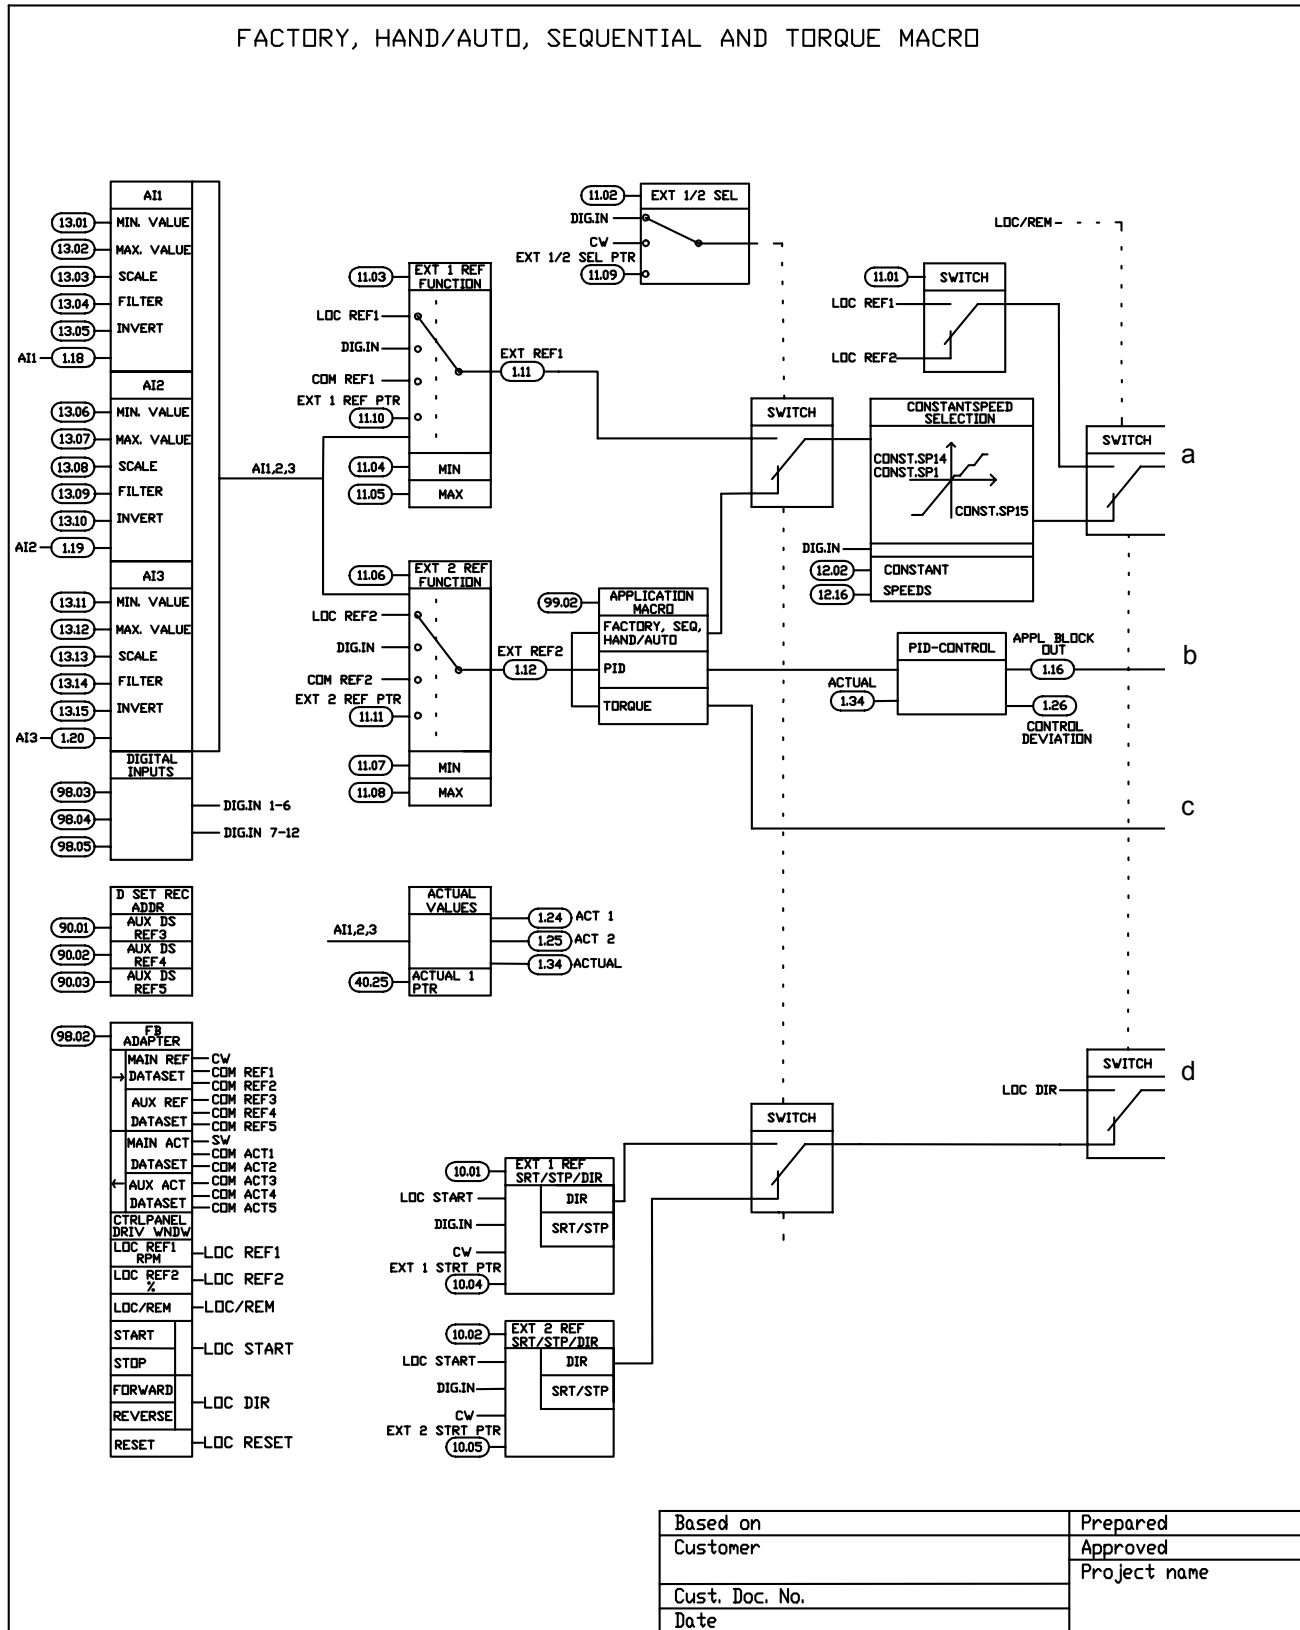 FACTORY, HAND/AUTO, SEQUENTIAL AND TORQUE MACRO
AI1
13.01
MIN. VALUE
13.02
MAX. VALUE
13.03
SCALE
13.04
FILTER
13.05
INVERT
AI1
1.18
AI2
13.06
MIN. VALUE
13.07
MAX. VALUE
13.08
SCALE
13.09
FILTER
13.10
INVERT
AI2
1.19
AI3
13.11
MIN. VALUE
13.12
MAX. VALUE
13.13
SCALE
13.14
FILTER
13.15
INVERT
AI3
1.20
DIGITAL
INPUTS
98.03
98.04
98.05
DIG.IN 1-6
DIG.IN 7-12
AI1,2,3
11.03
EXT 1 REF
FUNCTION
LOC REF1
DIG.IN
COM REF1
EXT 1 REF PTR
11.10
11.04
MIN
11.05
MAX
EXT REF1
1.11
11.06
EXT 2 REF
FUNCTION
LOC REF2
DIG.IN
COM REF2
EXT 2 REF PTR
11.11
11.07
MIN
11.08
MAX
EXT REF2
1.12
11.02
EXT 1/2 SEL
DIG.IN
CW
EXT 1/2 SEL PTR
11.09
99.02
APPLICATION
MACRO
FACTORY, SEQ,
HAND/AUTO
PID
TORQUE
SWITCH
LOC/REM
11.01
SWITCH
LOC REF1
LOC REF2
CONSTANTSPEED
SELECTION
CONST.SP14
CONST.SP1
CONST.SP15
DIG.IN
12.02
CONSTANT
12.16
SPEEDS
SWITCH
a
PID-CONTROL
APPL BLOCK
OUT
1.16
b
ACTUAL
1.34
1.26
CONTROL
DEVIATION
c
D SET REC
ADDR
90.01
AUX DS
REF3
90.02
AUX DS
REF4
90.03
AUX DS
REF5
AI1,2,3
ACTUAL
VALUES
1.24
ACT 1
1.25
ACT 2
1.34
ACTUAL
40.25
ACTUAL 1
PTR
98.02
FB
ADAPTER
MAIN REF
DATASET
CW
COM REF1
COM REF2
AUX REF
DATASET
COM REF3
COM REF4
COM REF5
MAIN ACT
DATASET
SW
COM ACT1
COM ACT2
AUX ACT
DATASET
COM ACT3
COM ACT4
COM ACT5
CTRLPANEL
DRIV WNDW
LOC REF1
RPM
LOC REF1
LOC REF2
%
LOC REF2
LOC/REM
LOC/REM
START
STOP
LOC START
FORWARD
REVERSE
LOC DIR
RESET
LOC RESET
10.01
EXT 1 REF
SRT/STP/DIR
LOC START
DIR
DIG.IN
SRT/STP
CW
EXT 1 STRT PTR
10.04
10.02
EXT 2 REF
SRT/STP/DIR
LOC START
DIR
DIG.IN
SRT/STP
CW
EXT 2 STRT PTR
10.05
SWITCH
SWITCH
LOC DIR
d
Based on
Prepared
Customer
Approved
Project name
Cust. Doc. No.
Date